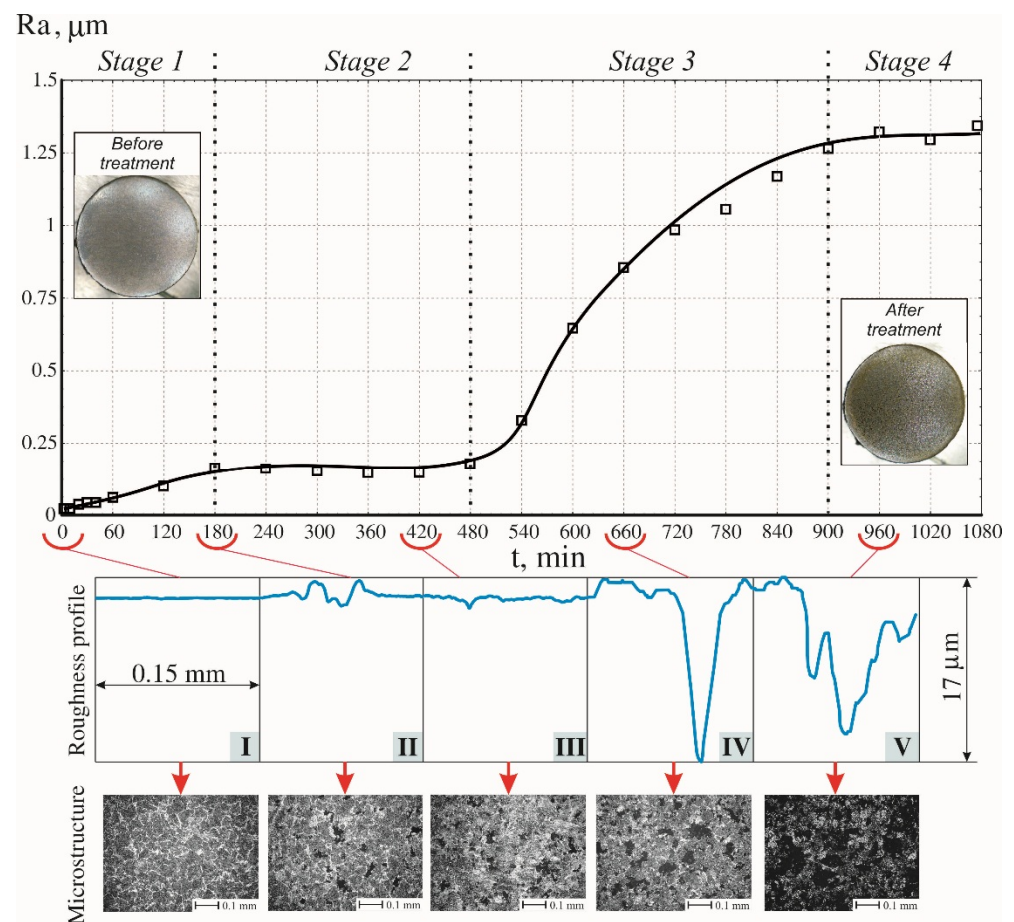 Ra, μm
Stage 1 Stage 2 Stage 3 Stage 4
1.5
1.25
1
0.75
0.5
0.25
0
Before
treatment
After
treatment
0 60 120 180 240 300 360 420 480 540 600 660 720 780 840 900 960 1020 1080
t, min
Roughness profile
0.15 mm
17 μm
I II III IV V
Microstructure
0.1 mm 0.1 mm 0.1 mm 0.1 mm 0.1 mm